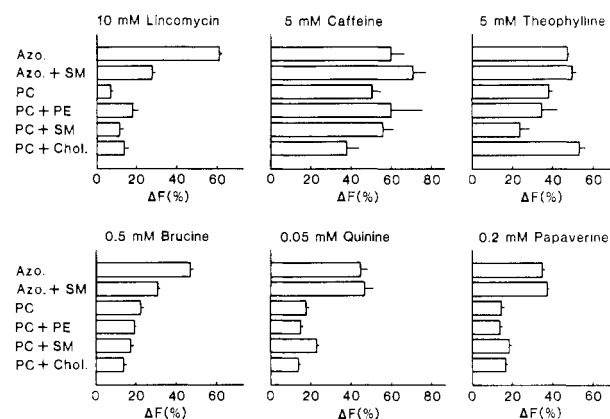 10 mM Lincomycin 5 mM Caffeine 5 mM Theophylline
Azo.
Azo. + SM
PC
PC + PE
PC + SM
PC + Chol.
0 20 40 60 0 20 40 60 80 0 20 40 60
ΔF(%) ΔF(%) ΔF(%)
0.5 mM Brucine 0.05 mM Quinine 0.2 mM Papaverine
Azo.
Azo. + SM
PC
PC + PE
PC + SM
PC + Chol.
0 20 40 60 0 20 40 60 80 0 20 40 60
ΔF(%) ΔF(%) ΔF(%)